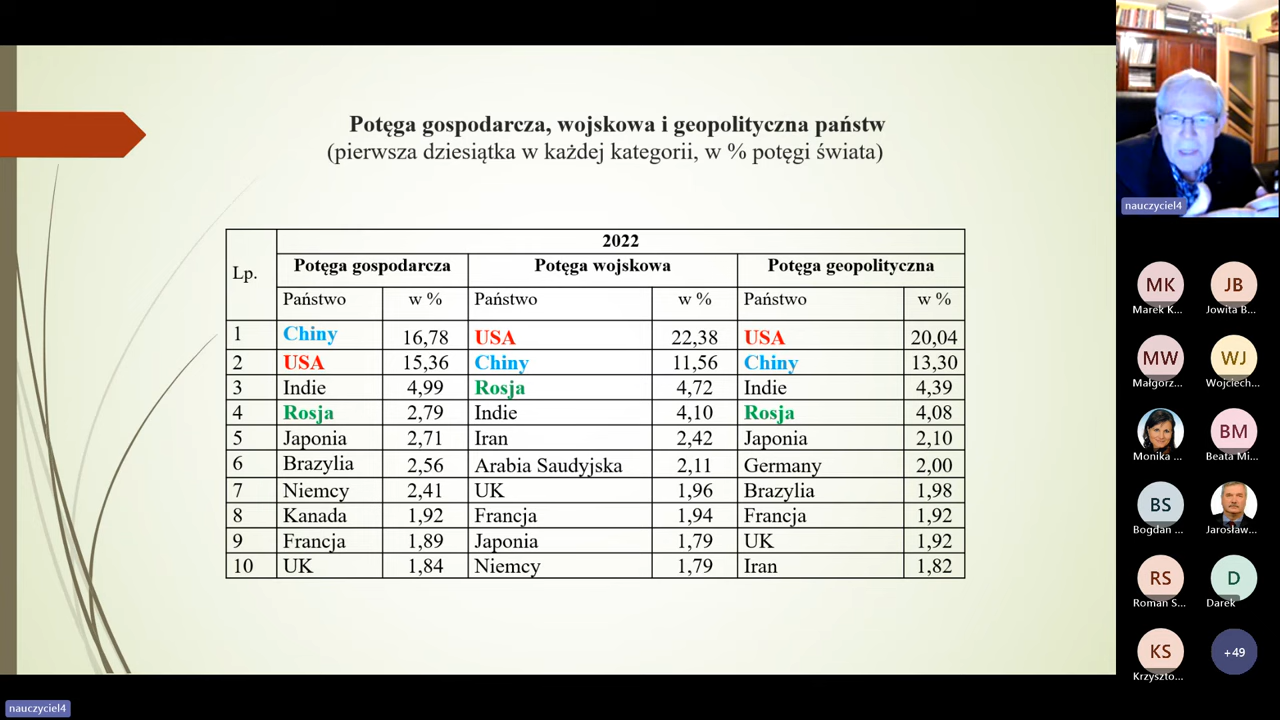 Potęga gospodarcza, wojskowa i geopolityczna państw
(pierwsza dziesiątka w każdej kategorii, w % potęgi świata)
Lp.
2022
Potęga gospodarcza Potęga wojskowa Potęga geopolityczna
Państwo w % Państwo w % Państwo w %
1 Chiny 16,78 USA 22,38 USA 20,04
2 USA 15,36 Chiny 11,56 Chiny 13,30
3 Indie 4,99 Rosja 4,72 Indie 4,39
4 Rosja 2,79 Indie 4,10 Rosja 4,08
5 Japonia 2,71 Iran 2,42 Japonia 2,10
6 Brazylia 2,56 Arabia Saudyjska 2,11 Germany 2,00
7 Niemcy 2,41 UK 1,96 Brazylia 1,98
8 Kanada 1,92 Francja 1,94 Francja 1,92
9 Francja 1,89 Japonia 1,79 UK 1,92
10 UK 1,84 Niemcy 1,79 Iran 1,82
nauczyciel4
MK JB
Marek K... Jowita B...
MW WJ
Małgorz... Wojciech...
BM
Monika ... Beata Mi...
BS
Bogdan ... Jarosław...
RS D
Roman S... Darek
KS +49
Krzyszto...
nauczyciel4